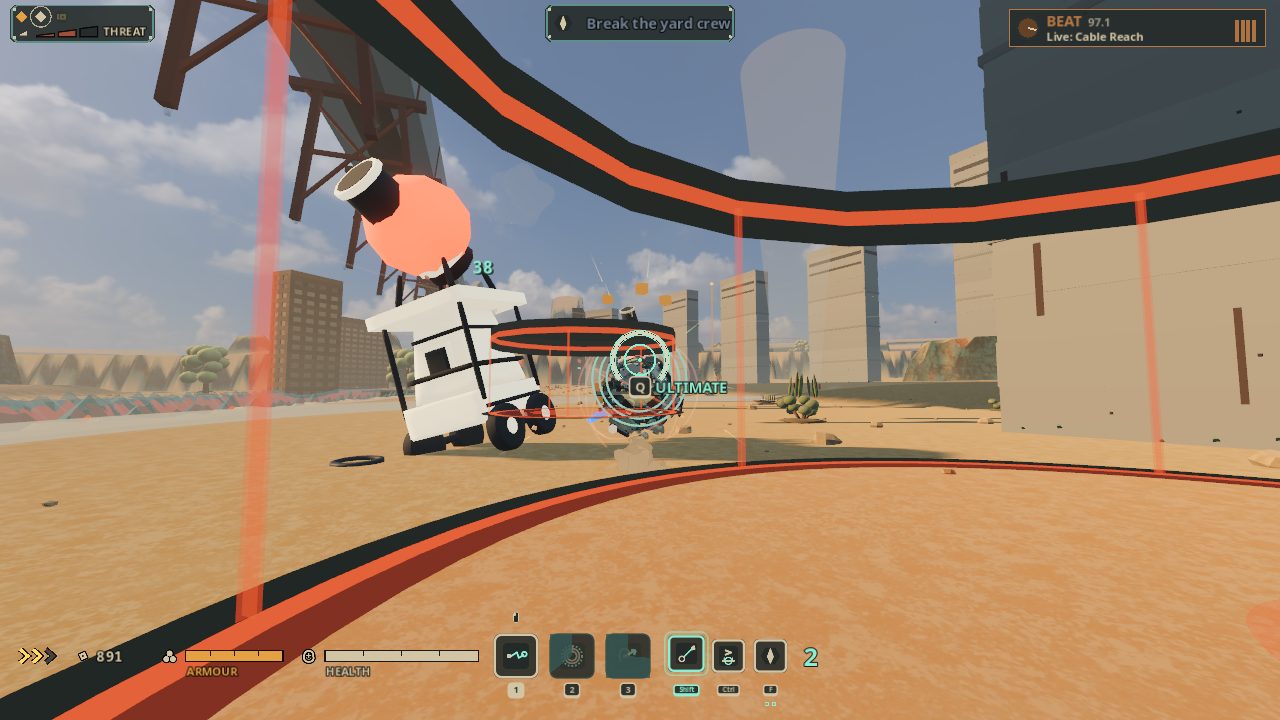 THREAT
Break the yard crew
BEAT 97.1
Live: Cable Reach
38
Q ULTIMATE
891
ARMOUR
HEALTH
2
1
2
3
Shift
Ctrl
F